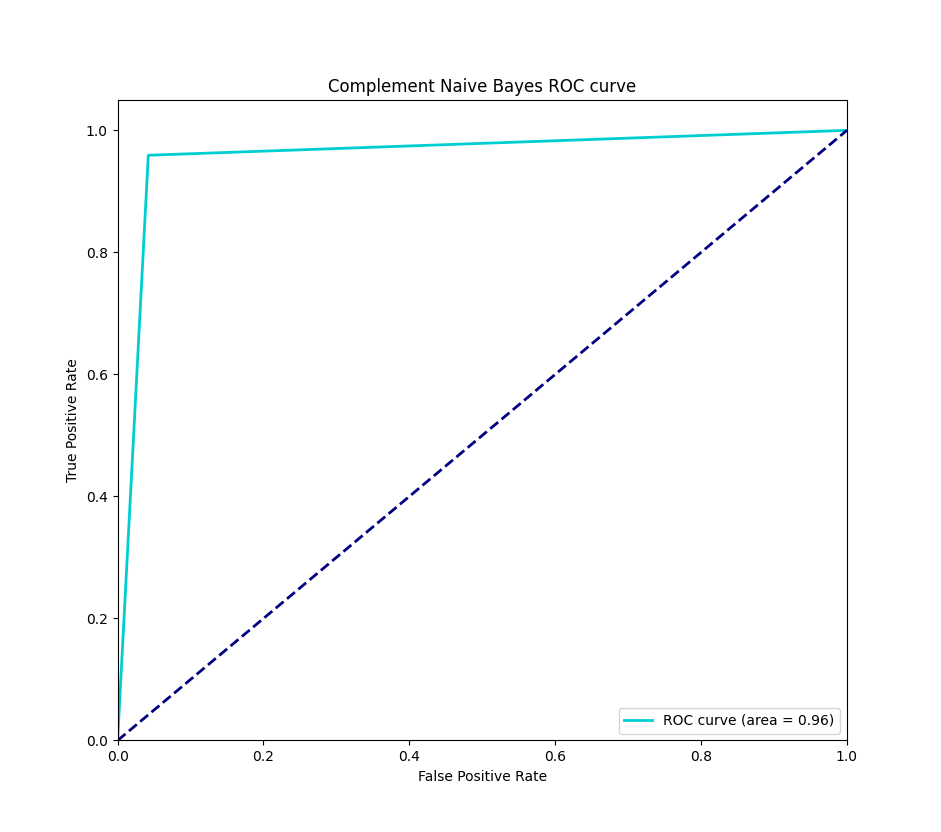 Complement Naive Bayes ROC curve
1.0
0.8
0.6
0.4
0.2
0.0
True Positive Rate
0.0 0.2 0.4 0.6 0.8 1.0
False Positive Rate
ROC curve (area = 0.96)